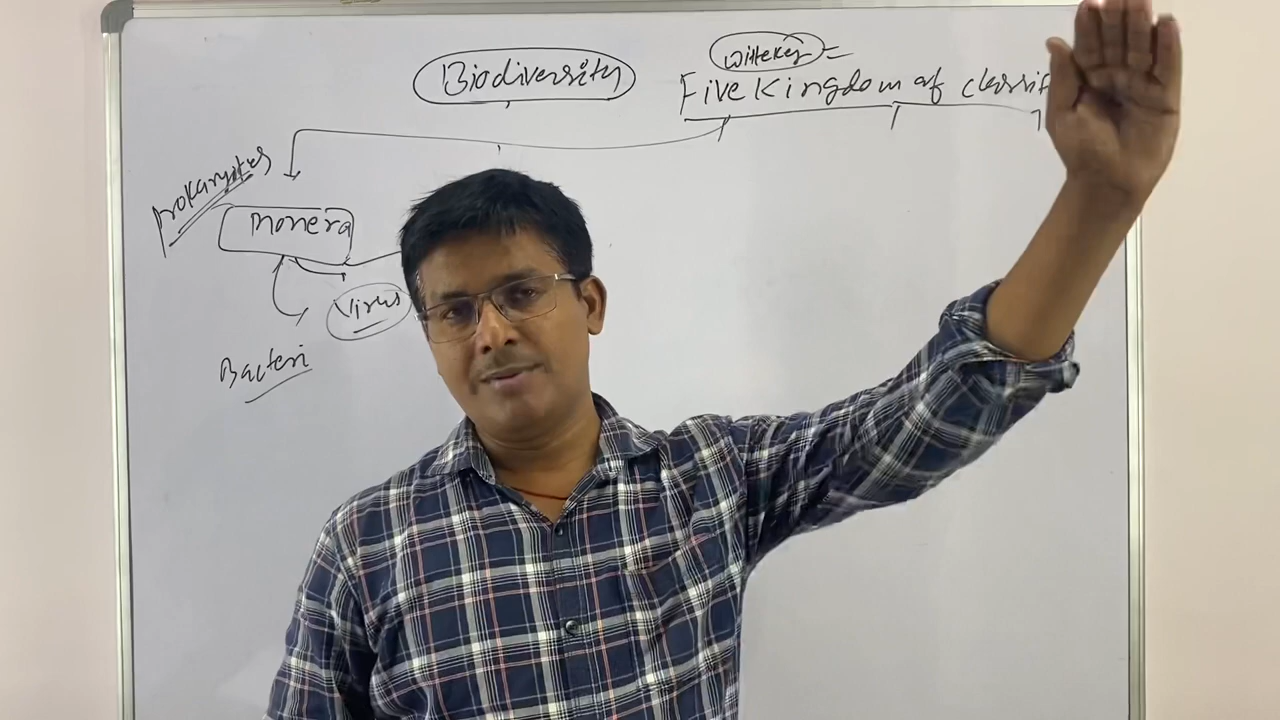 Witteker =
Biodiversity
Five Kingdom of classif
Prokaryotes
monera
Virus
Bacteri